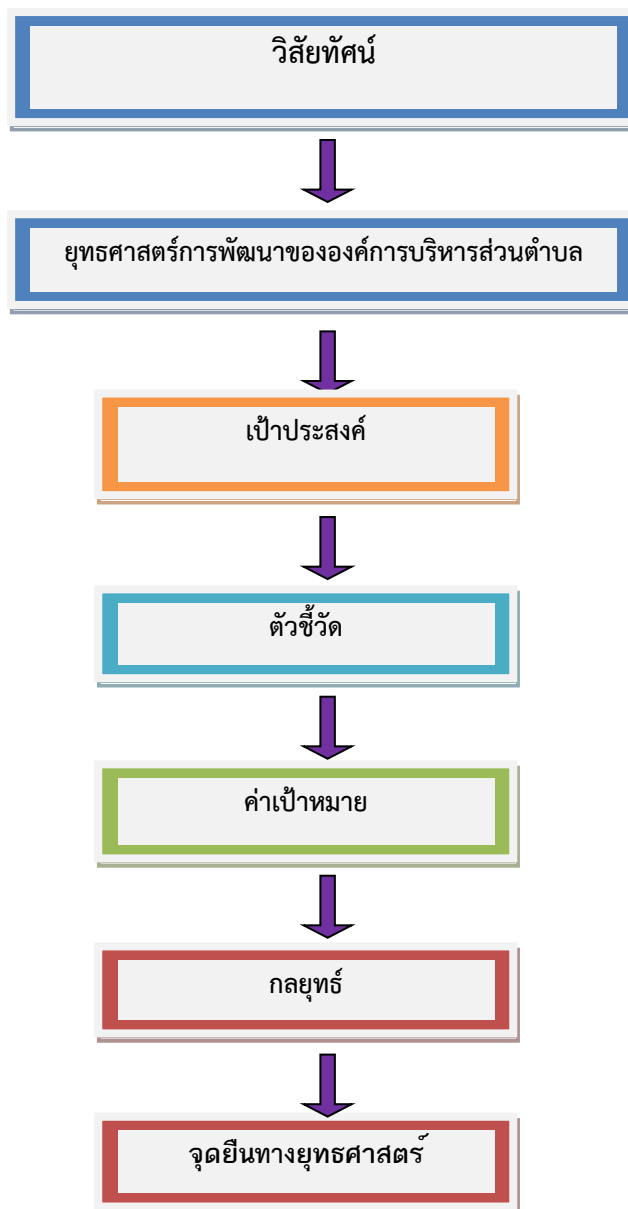 วิสัยทัศน์
ยุทธศาสตร์การพัฒนาขององค์การบริหารส่วนตำบล
เป้าประสงค์
ตัวชี้วัด
ค่าเป้าหมาย
กลยุทธ์
จุดยืนทางยุทธศาสตร์